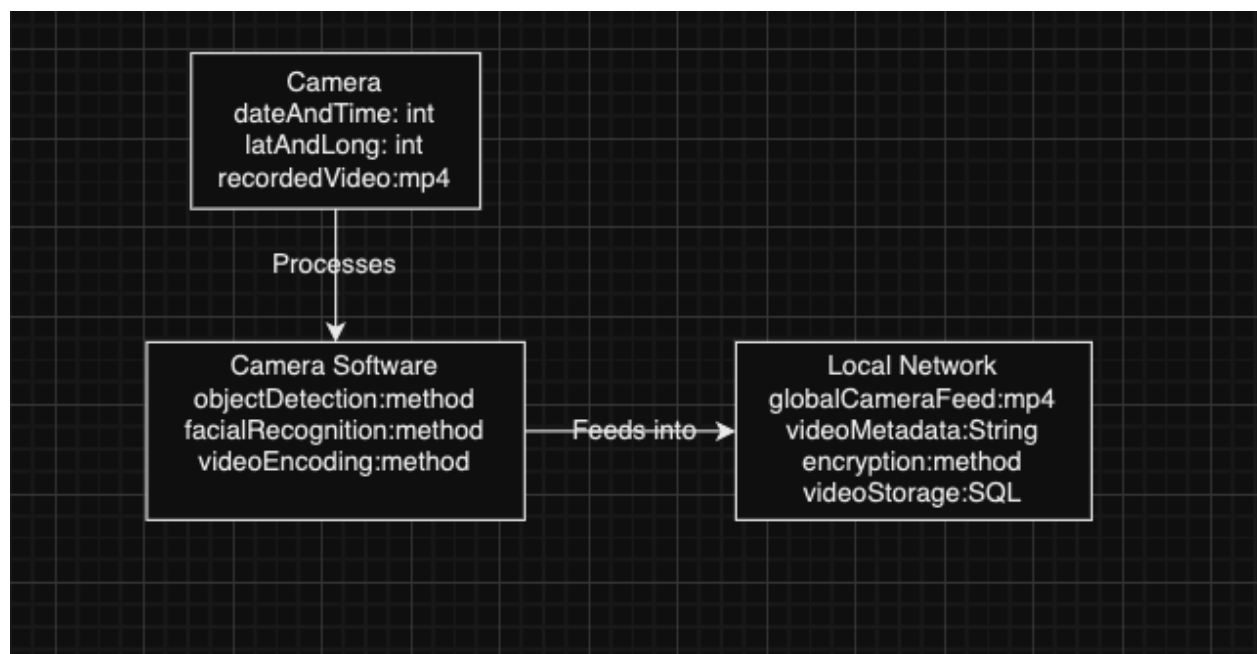 Camera
dateAndTime: int
latAndLong: int
recordedVideo:mp4
Processes
Camera Software
objectDetection:method
facialRecognition:method
videoEncoding:method
Feeds into
Local Network
globalCameraFeed:mp4
videoMetadata:String
encryption:method
videoStorage:SQL